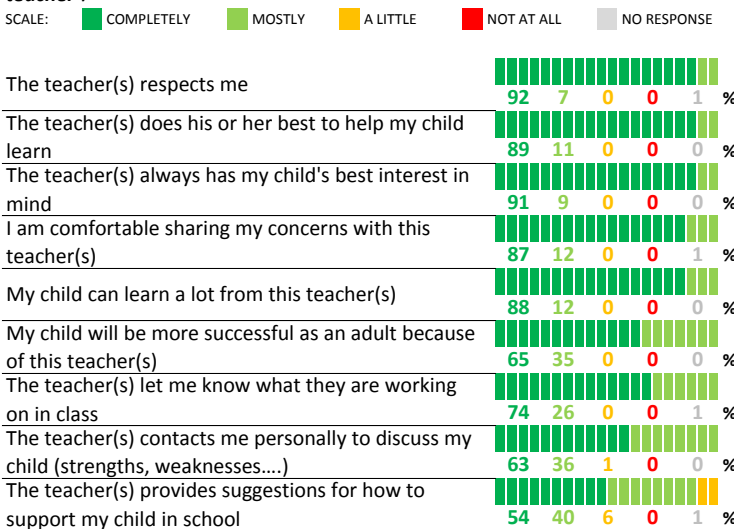 teacher?
SCALE: COMPLETELY MOSTLY A LITTLE NOT AT ALL NO RESPONSE
The teacher(s) respects me
92 7 0 0 1 %
The teacher(s) does his or her best to help my child
learn
89 11 0 0 0 %
The teacher(s) always has my child's best interest in
mind
91 9 0 0 0 %
I am comfortable sharing my concerns with this
teacher(s)
87 12 0 0 1 %
My child can learn a lot from this teacher(s)
88 12 0 0 0 %
My child will be more successful as an adult because
of this teacher(s)
65 35 0 0 0 %
The teacher(s) let me know what they are working
on in class
74 26 0 0 1 %
The teacher(s) contacts me personally to discuss my
child (strengths, weaknesses....)
63 36 1 0 0 %
The teacher(s) provides suggestions for how to
support my child in school
54 40 6 0 1 %